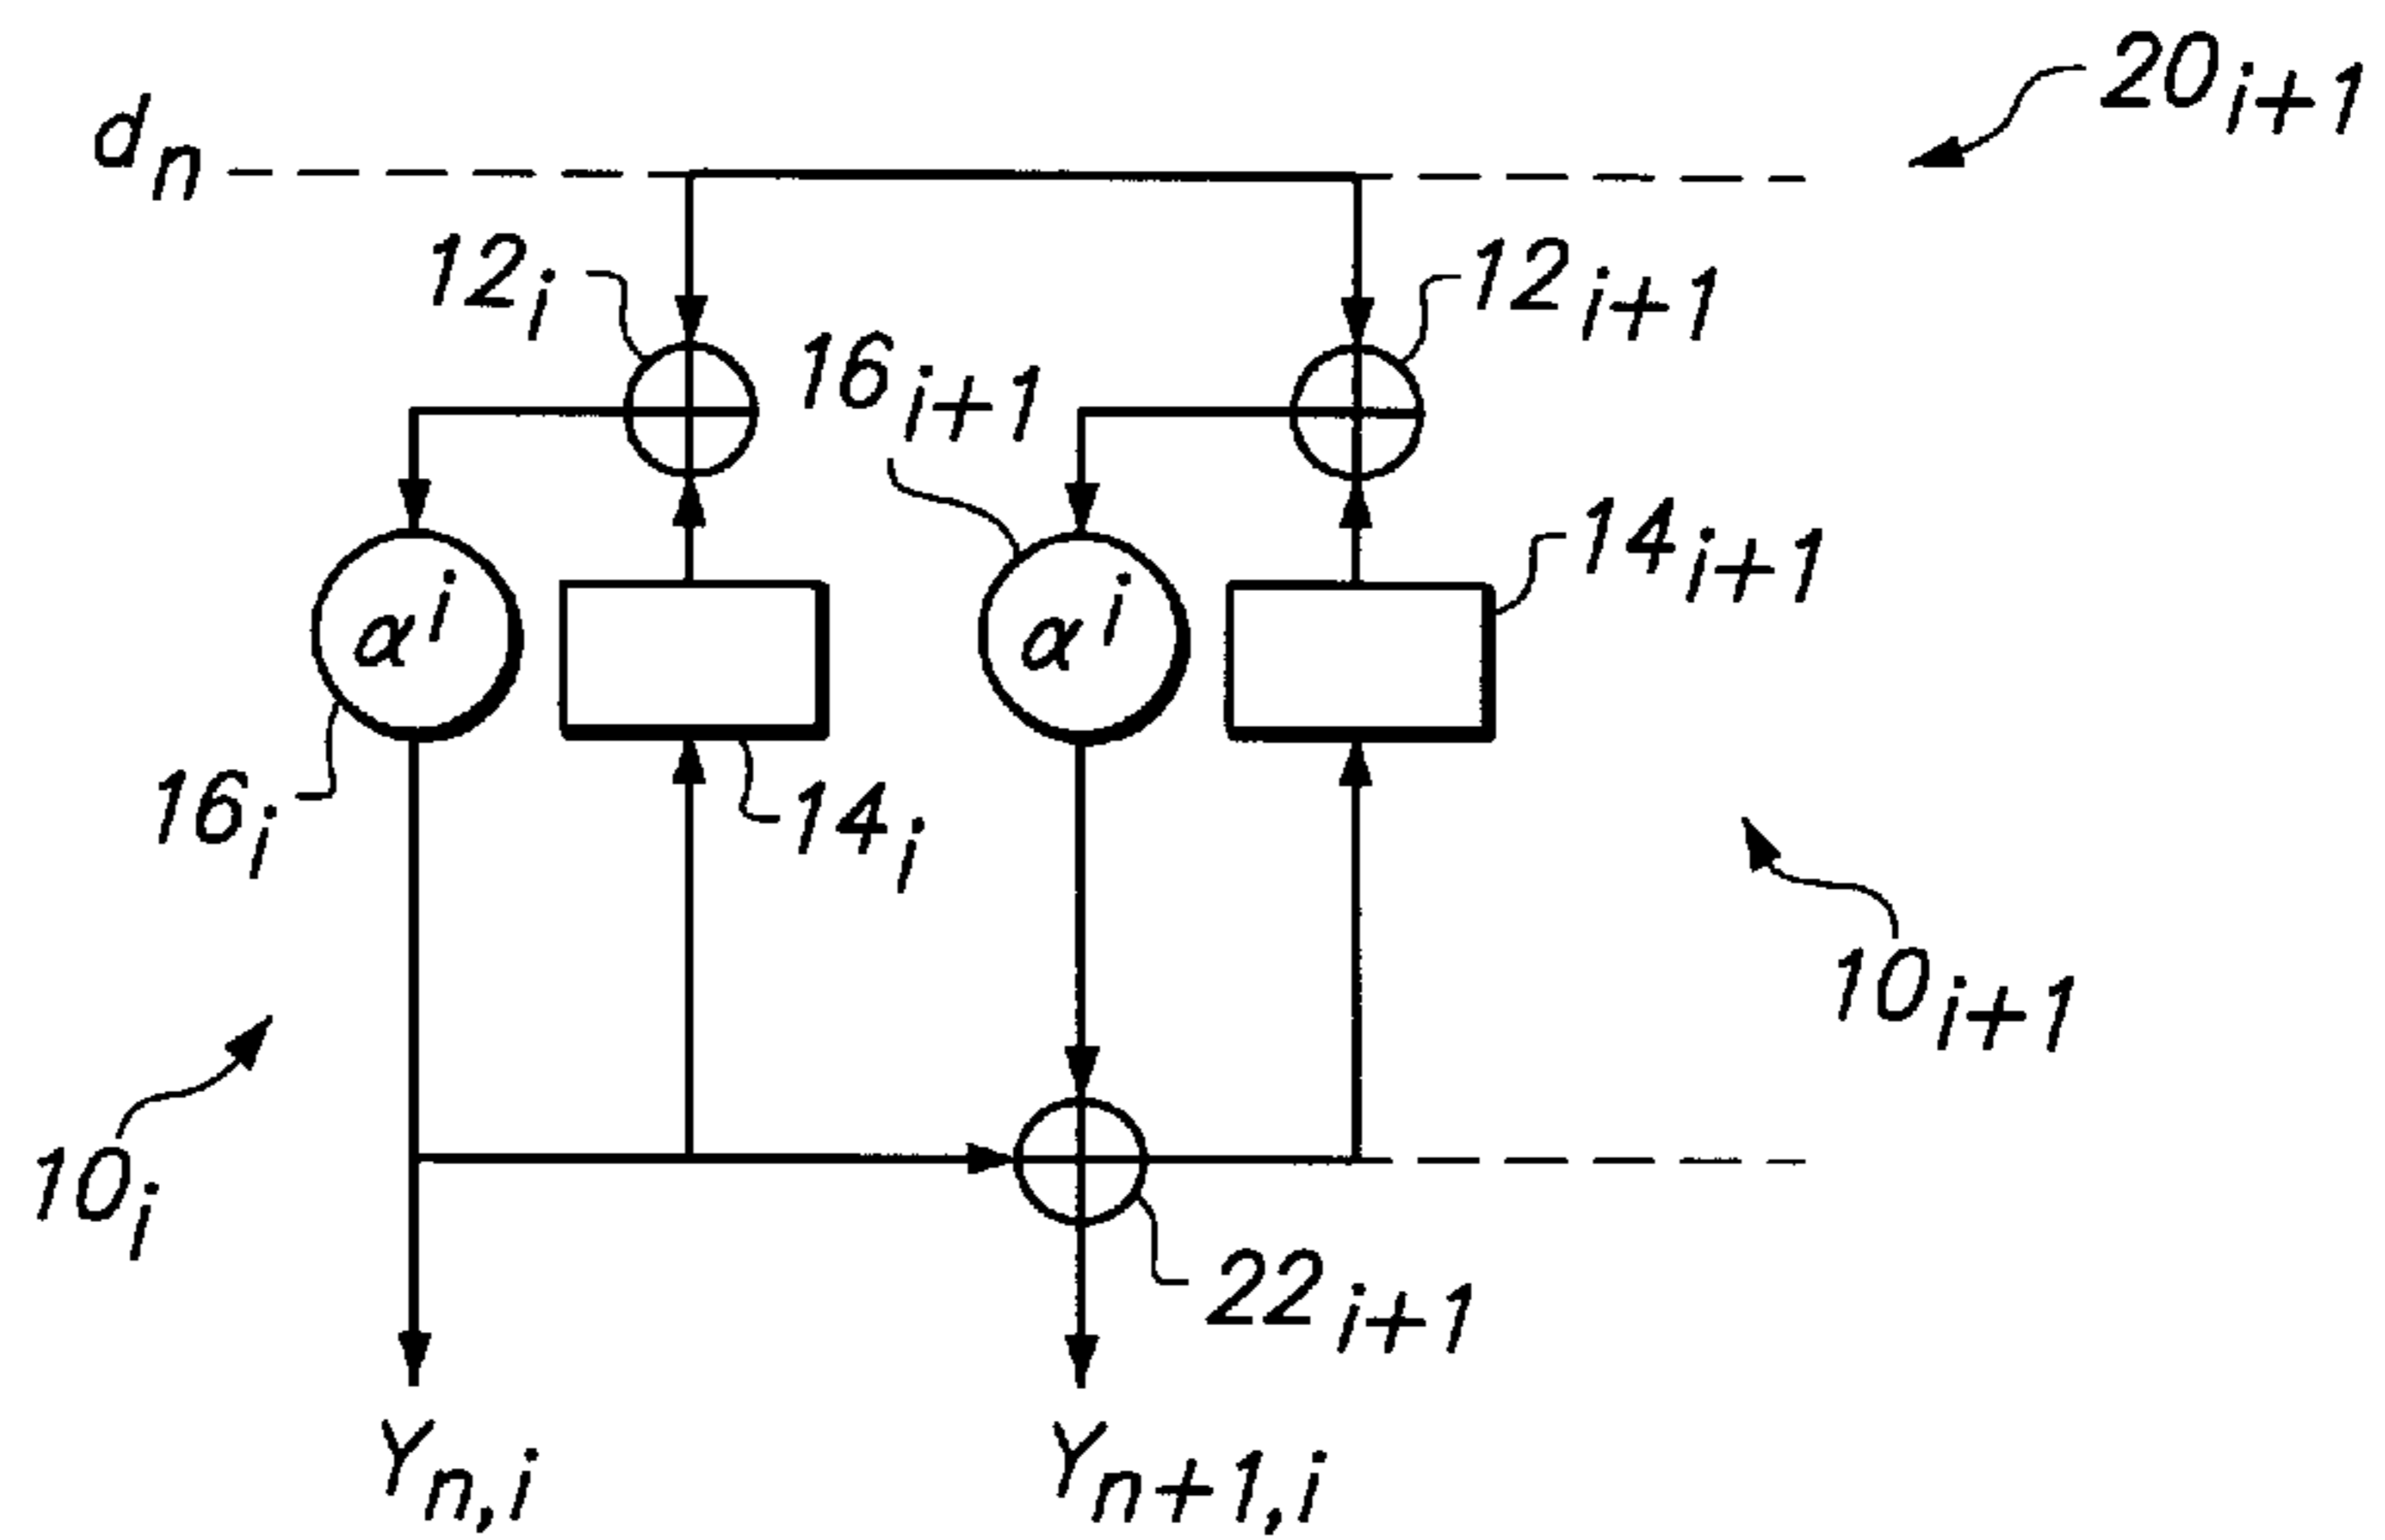 20i+1
dn
12i
12i+1
16i+1
αi
αi
14i+1
16i
14i
10i+1
10i
22i+1
Yn,i
Yn+1,i